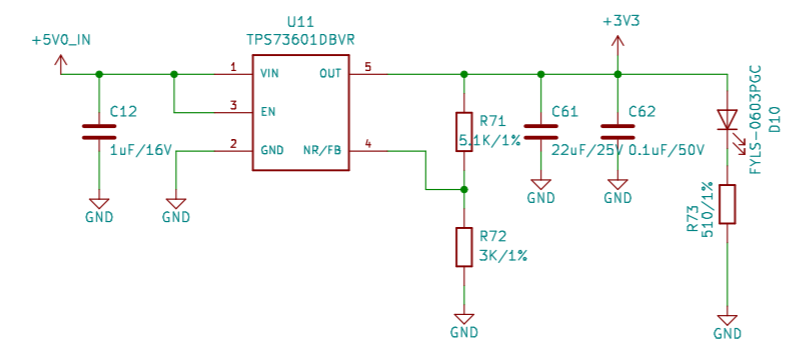 U11
TPS73601DBVR
+5V0_IN
+3V3
1 VIN OUT 5
3 EN
2 GND NR/FB 4
C12
1uF/16V
R71
5.1K/1%
C61
22uF/25V
C62
0.1uF/50V
FYLS-0603PGC
D10
R72
3K/1%
R73
510/1%
GND
GND
GND
GND
GND
GND